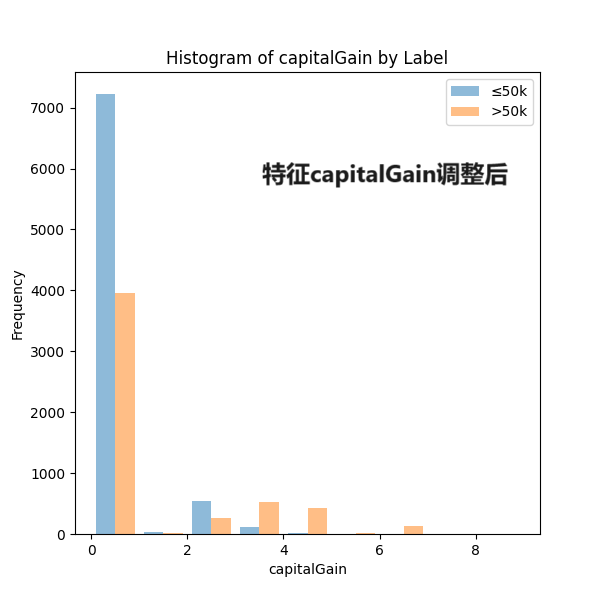 Histogram of capitalGain by Label
≤50k
>50k
特征capitalGain调整后
Frequency
7000
6000
5000
4000
3000
2000
1000
0
0 2 4 6 8
capitalGain